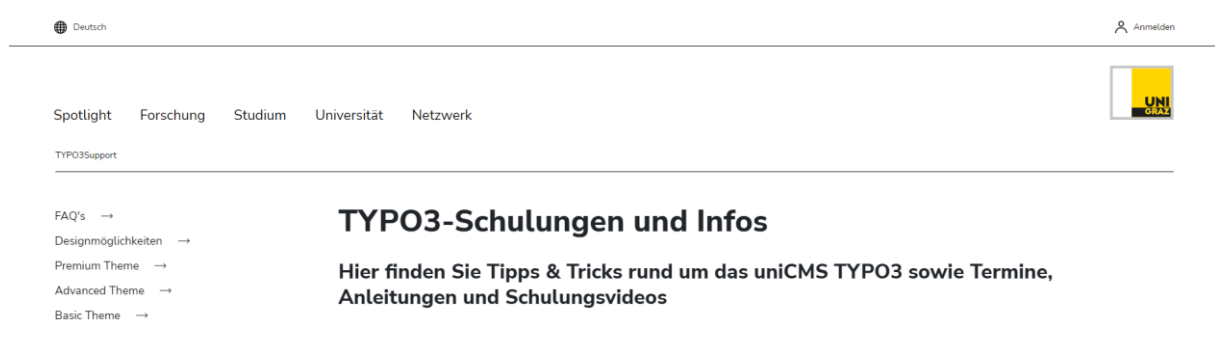 Deutsch
Anmelden
UNI
GRAZ
Spotlight Forschung Studium Universität Netzwerk
TYPO3Support
FAQ's →
Designmöglichkeiten →
Premium Theme →
Advanced Theme →
Basic Theme →
TYPO3-Schulungen und Infos
Hier finden Sie Tipps & Tricks rund um das uniCMS TYPO3 sowie Termine,
Anleitungen und Schulungsvideos